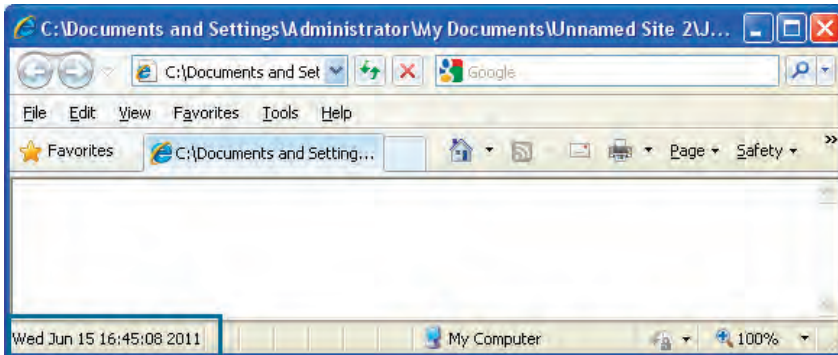 C:\Documents and Settings\Administrator\My Documents\Unnamed Site 2\J...
C:\Documents and Set
Google
File Edit View Favorites Tools Help
Favorites C:\Documents and Setting... Page Safety »
Wed Jun 15 16:45:08 2011 My Computer 100%